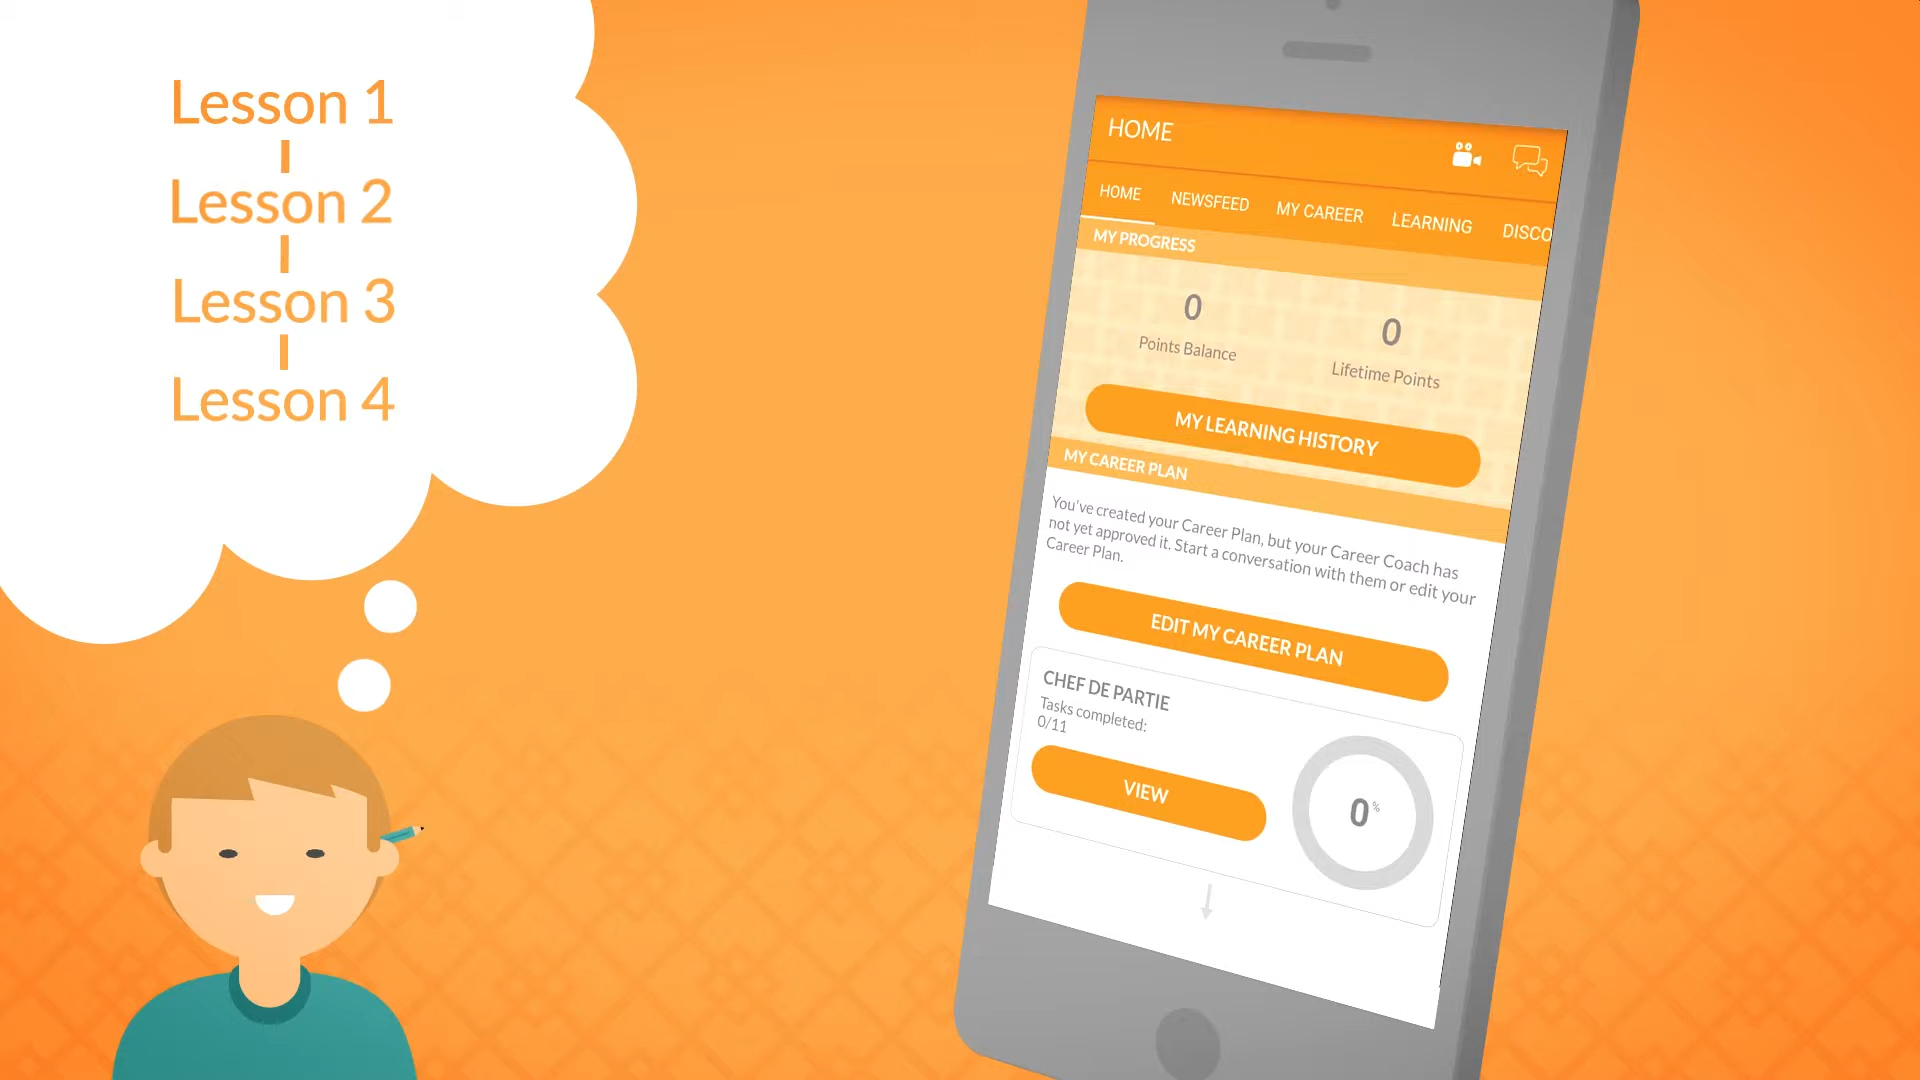 Lesson 1
Lesson 2
Lesson 3
Lesson 4
HOME
HOME NEWSFEED MY CAREER LEARNING DISCO
MY PROGRESS
0 0
Points Balance Lifetime Points
MY LEARNING HISTORY
MY CAREER PLAN
You've created your Career Plan, but your Career Coach has
not yet approved it. Start a conversation with them or edit your
Career Plan.
EDIT MY CAREER PLAN
CHEF DE PARTIE
Tasks completed:
0/11
VIEW
0%